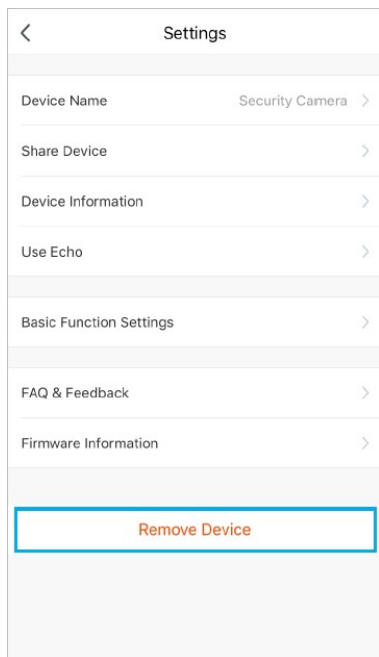 Settings
Device Name Security Camera
Share Device
Device Information
Use Echo
Basic Function Settings
FAQ & Feedback
Firmware Information
Remove Device